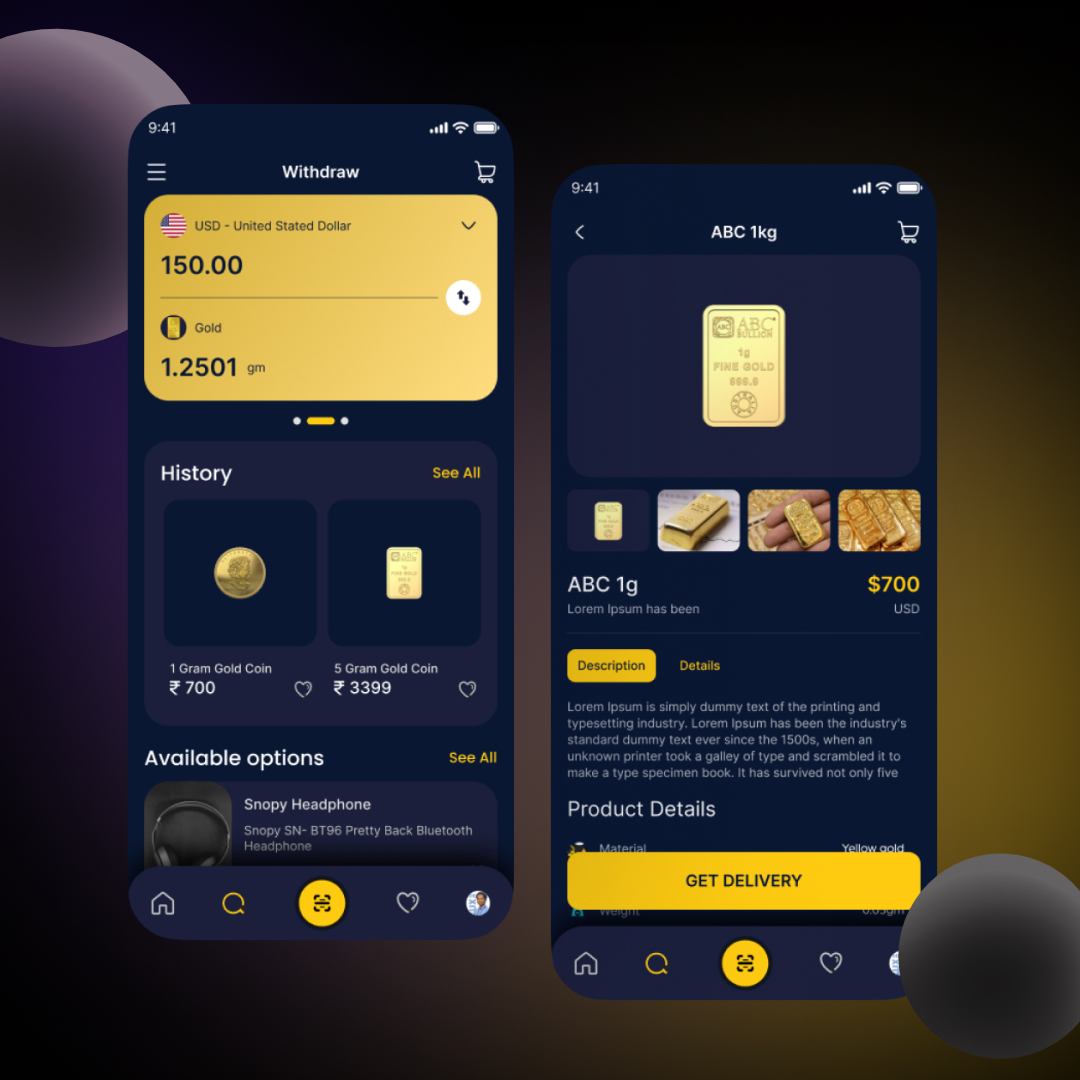 9:41
Withdraw
USD - United Stated Dollar
150.00
Gold
1.2501 gm
History
See All
1 Gram Gold Coin
₹ 700
5 Gram Gold Coin
₹ 3399
Available options
See All
Snopy Headphone
Snopy SN- BT96 Pretty Back Bluetooth
Headphone
9:41
ABC 1kg
ABC
ABC
BULLION
1g
FINE GOLD
999.9
ABC 1g
$700
Lorem Ipsum has been
USD
Description
Details
Lorem Ipsum is simply dummy text of the printing and
typesetting industry. Lorem Ipsum has been the industry's
standard dummy text ever since the 1500s, when an
unknown printer took a galley of type and scrambled it to
make a type specimen book. It has survived not only five
Product Details
Material
Yellow gold
GET DELIVERY
Weight
0.05gm